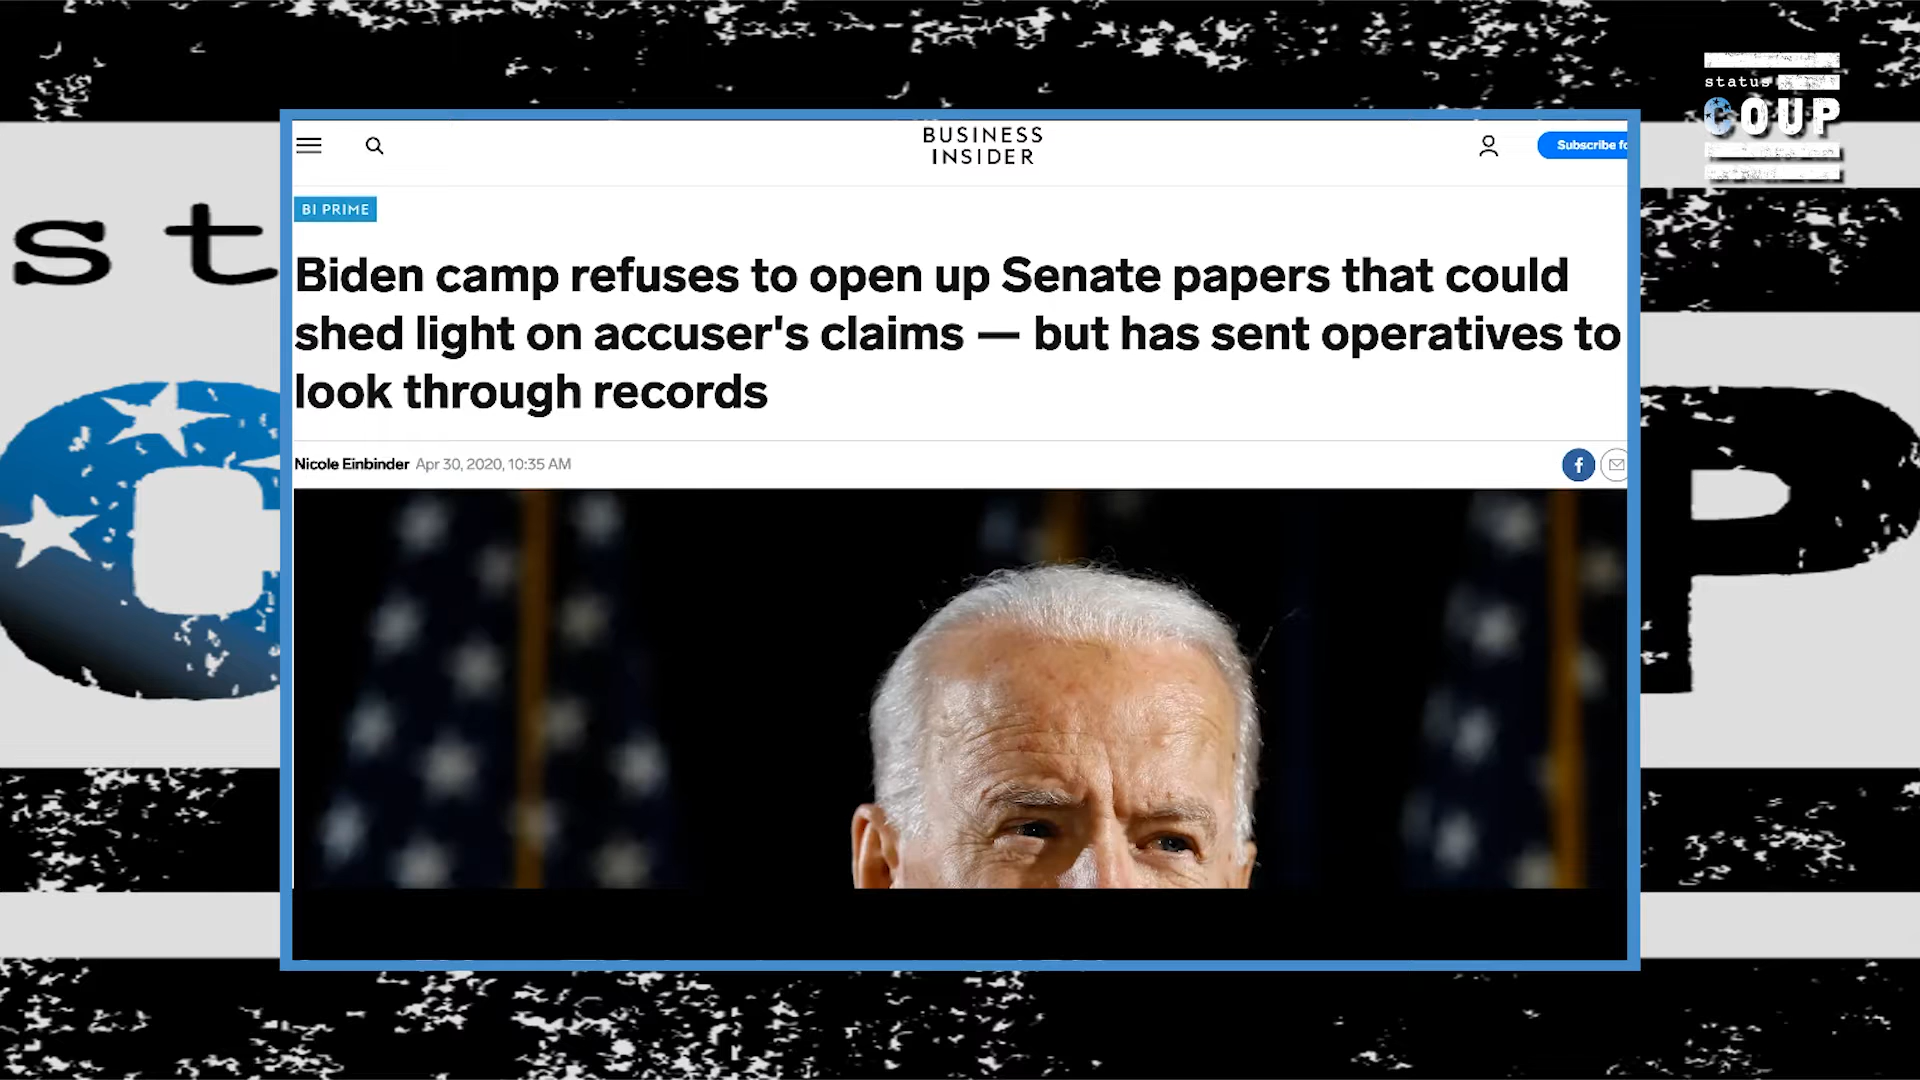 status
COUP
BUSINESS
INSIDER
Subscribe fo
BI PRIME
st
Biden camp refuses to open up Senate papers that could
shed light on accuser's claims — but has sent operatives to
look through records
Nicole Einbinder Apr 30, 2020, 10:35 AM
f
C
P